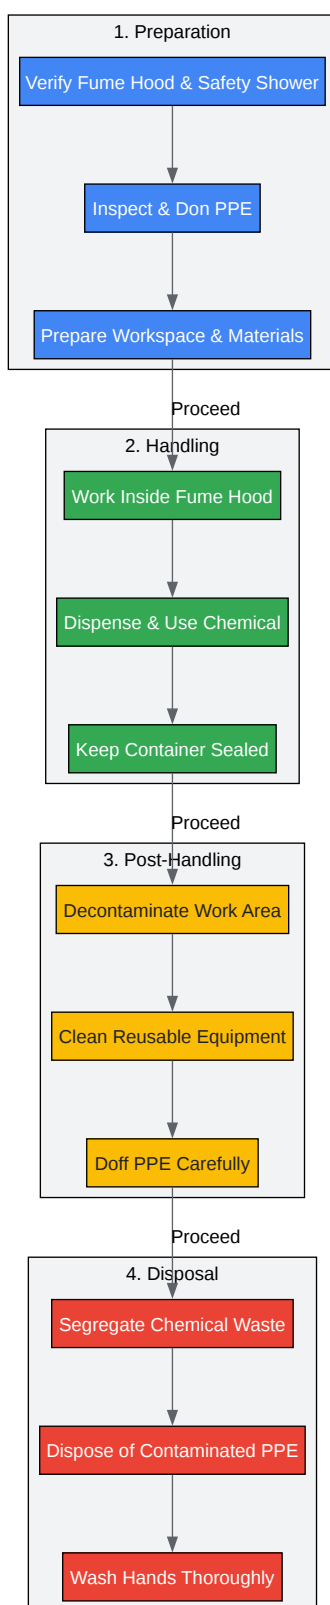 1. Preparation
Verify Fume Hood & Safety Shower
Inspect & Don PPE
Prepare Workspace & Materials
Proceed
2. Handling
Work Inside Fume Hood
Dispense & Use Chemical
Keep Container Sealed
Proceed
3. Post-Handling
Decontaminate Work Area
Clean Reusable Equipment
Doff PPE Carefully
Proceed
4. Disposal
Segregate Chemical Waste
Dispose of Contaminated PPE
Wash Hands Thoroughly